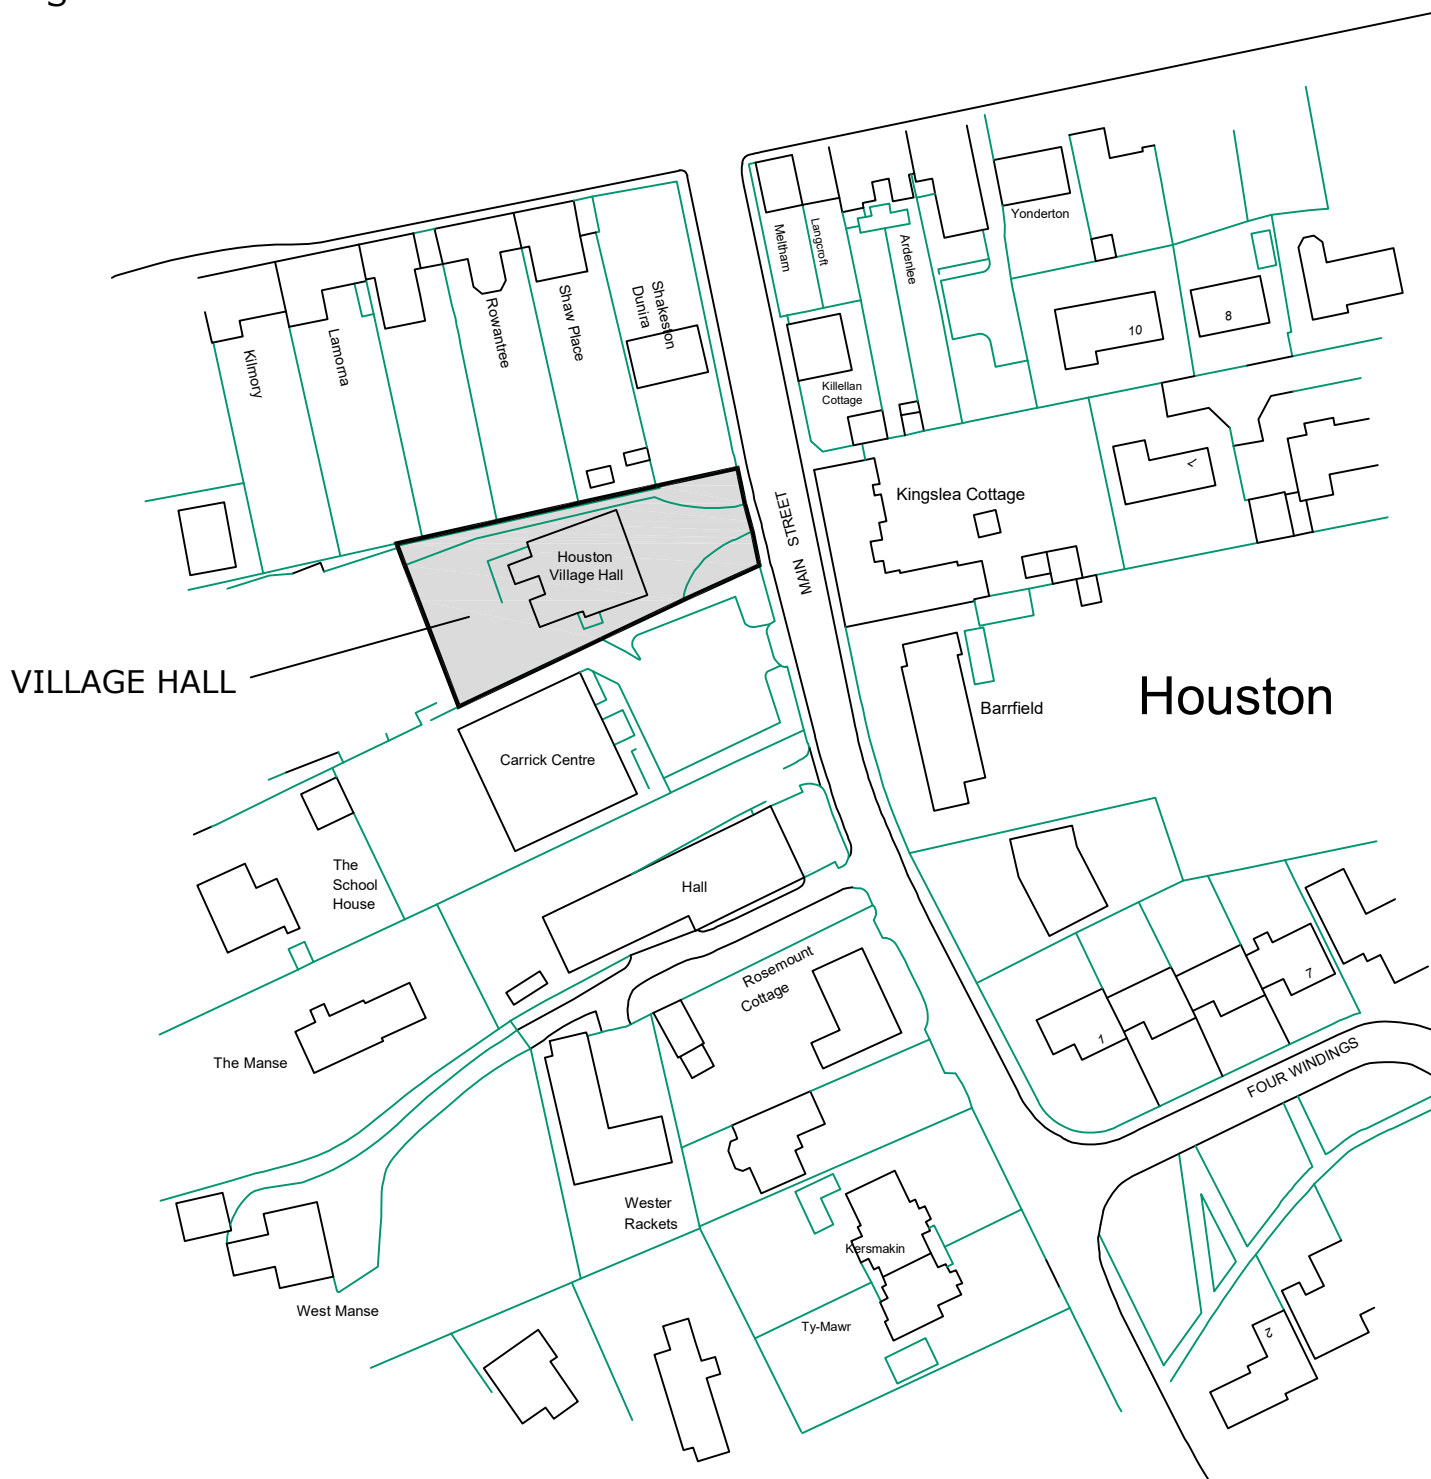 g
Yonderton
Meltham
Langcroft
Ardenlee
Shakeston
Dunira
Shaw Place
Rowantree
Lamorna
Kilmory
10
8
Killellan
Cottage
1
Kingslea Cottage
MAIN STREET
Houston
Village Hall
VILLAGE HALL
Houston
Barrfield
Carrick Centre
The
School
House
Hall
Rosemount
Cottage
7
1
The Manse
FOUR WINDINGS
Wester
Rackets
Kersmakin
West Manse
Ty-Mawr
2